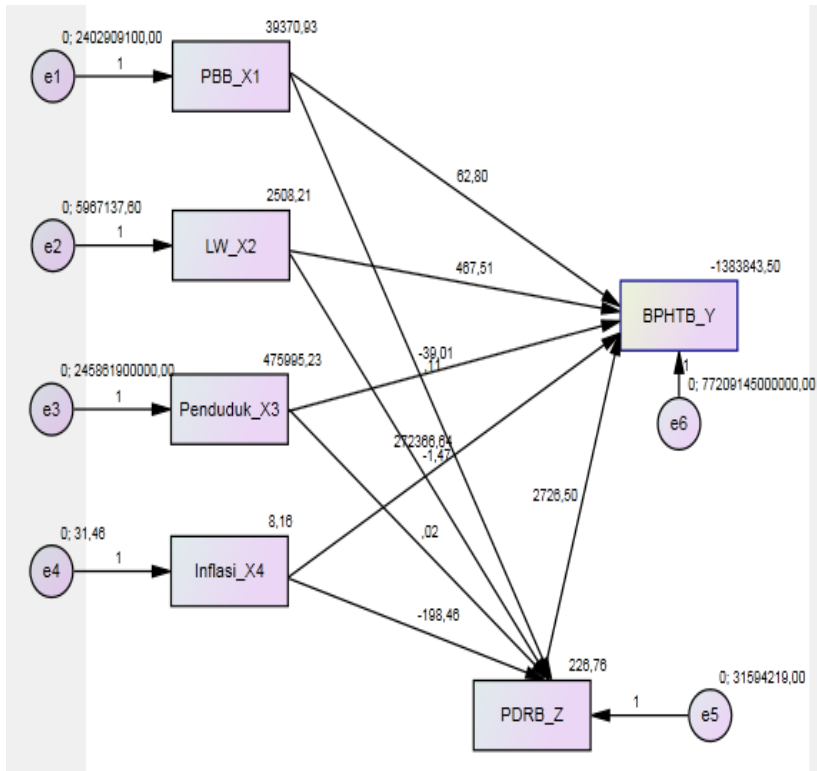 39370,93
0; 2402909100,00
e1
1
PBB_X1
62,80
2508,21
0; 5967137,60
e2
1
LW_X2
467,51
-1383843,50
BPHTB_Y
475995,23
0; 245861900000,00
e3
1
Penduduk_X3
-39,01
,11
1
0; 77209145000000,00
e6
272366,64
-1,47
8,16
0; 31,46
e4
1
Inflasi_X4
2726,50
,02
-198,46
226,76
0; 31594219,00
PDRB_Z
1
e5